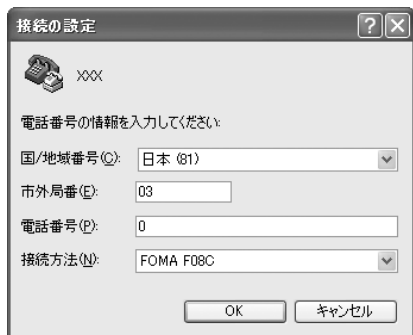 接続の設定
XXX
電話番号の情報を入力してください:
国/地域番号(C): 日本 (81)
市外局番(E): 03
電話番号(P): 0
接続方法(N): FOMA F08C
OK キャンセル